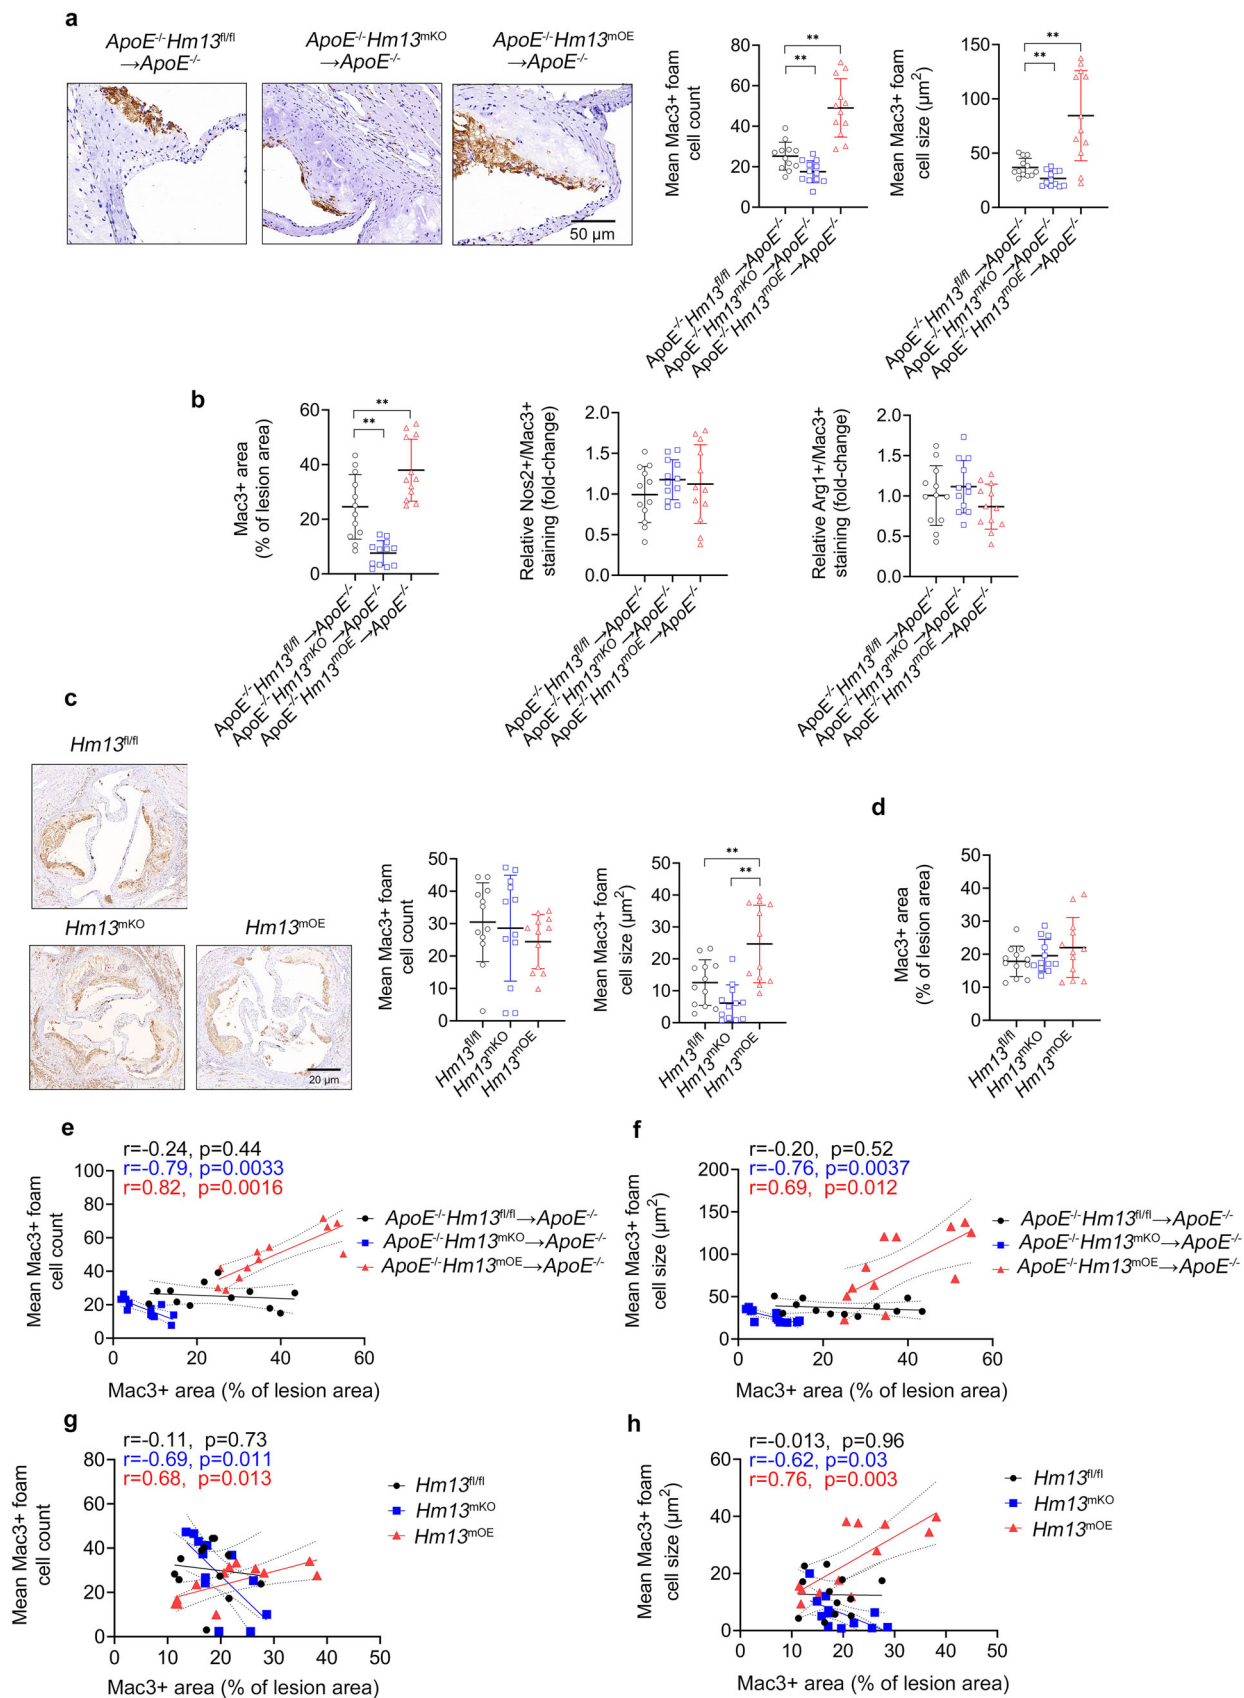 a
ApoE-/-Hm13fl/fl
→ApoE-/-
ApoE-/-Hm13mKO
→ApoE-/-
ApoE-/-Hm13mOE
→ApoE-/-
50 µm
Mean Mac3+ foam
cell count
80
60
40
20
0
**
**
ApoE-/-Hm13fl/fl→ApoE-/-
ApoE-/-Hm13mKO→ApoE-/-
ApoE-/-Hm13mOE→ApoE-/-
Mean Mac3+ foam
cell size (µm2)
150
100
50
0
**
**
ApoE-/-Hm13fl/fl→ApoE-/-
ApoE-/-Hm13mKO→ApoE-/-
ApoE-/-Hm13mOE→ApoE-/-
b
Mac3+ area
(% of lesion area)
60
40
20
0
**
**
ApoE-/-Hm13fl/fl→ApoE-/-
ApoE-/-Hm13mKO→ApoE-/-
ApoE-/-Hm13mOE→ApoE-/-
Relative Nos2+/Mac3+
staining (fold-change)
2.0
1.5
1.0
0.5
0.0
ApoE-/-Hm13fl/fl→ApoE-/-
ApoE-/-Hm13mKO→ApoE-/-
ApoE-/-Hm13mOE→ApoE-/-
Relative Arg1+/Mac3+
staining (fold-change)
2.0
1.5
1.0
0.5
0.0
ApoE-/-Hm13fl/fl→ApoE-/-
ApoE-/-Hm13mKO→ApoE-/-
ApoE-/-Hm13mOE→ApoE-/-
c
Hm13fl/fl
Hm13mKO
Hm13mOE
20 µm
Mean Mac3+ foam
cell count
50
40
30
20
10
0
Hm13fl/fl
Hm13mKO
Hm13mOE
Mean Mac3+ foam
cell size (µm2)
50
40
30
20
10
0
**
**
Hm13fl/fl
Hm13mKO
Hm13mOE
d
Mac3+ area
(% of lesion area)
50
40
30
20
10
0
Hm13fl/fl
Hm13mKO
Hm13mOE
e
r=-0.24, p=0.44
r=-0.79, p=0.0033
r=0.82, p=0.0016
Mean Mac3+ foam
cell count
100
80
60
40
20
0
0 20 40 60
Mac3+ area (% of lesion area)
ApoE-/-Hm13fl/fl→ApoE-/-
ApoE-/-Hm13mKO→ApoE-/-
ApoE-/-Hm13mOE→ApoE-/-
f
r=-0.20, p=0.52
r=-0.76, p=0.0037
r=0.69, p=0.012
Mean Mac3+ foam
cell size (µm2)
200
150
100
50
0
0 20 40 60
Mac3+ area (% of lesion area)
ApoE-/-Hm13fl/fl→ApoE-/-
ApoE-/-Hm13mKO→ApoE-/-
ApoE-/-Hm13mOE→ApoE-/-
g
r=-0.11, p=0.73
r=-0.69, p=0.011
r=0.68, p=0.013
Mean Mac3+ foam
cell count
80
60
40
20
0
0 10 20 30 40 50
Mac3+ area (% of lesion area)
Hm13fl/fl
Hm13mKO
Hm13mOE
h
r=-0.013, p=0.96
r=-0.62, p=0.03
r=0.76, p=0.003
Mean Mac3+ foam
cell size (µm2)
60
40
20
0
0 10 20 30 40 50
Mac3+ area (% of lesion area)
Hm13fl/fl
Hm13mKO
Hm13mOE